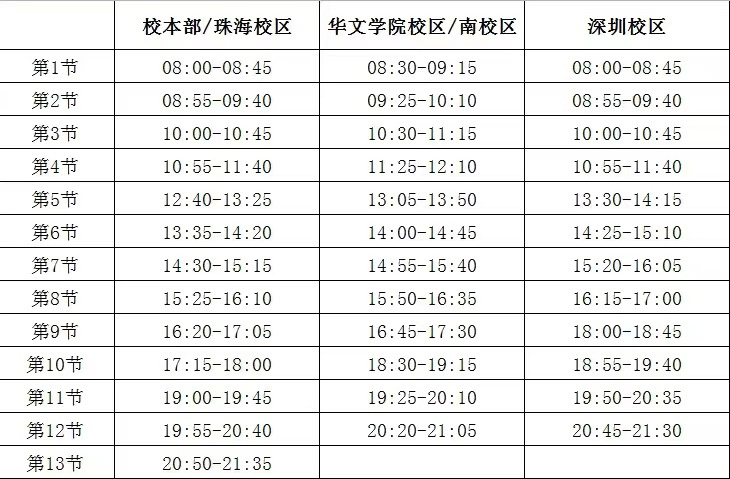 校本部/珠海校区 华文学院校区/南校区 深圳校区
第1节 08:00-08:45 08:30-09:15 08:00-08:45
第2节 08:55-09:40 09:25-10:10 08:55-09:40
第3节 10:00-10:45 10:30-11:15 10:00-10:45
第4节 10:55-11:40 11:25-12:10 10:55-11:40
第5节 12:40-13:25 13:05-13:50 13:30-14:15
第6节 13:35-14:20 14:00-14:45 14:25-15:10
第7节 14:30-15:15 14:55-15:40 15:20-16:05
第8节 15:25-16:10 15:50-16:35 16:15-17:00
第9节 16:20-17:05 16:45-17:30 18:00-18:45
第10节 17:15-18:00 18:30-19:15 18:55-19:40
第11节 19:00-19:45 19:25-20:10 19:50-20:35
第12节 19:55-20:40 20:20-21:05 20:45-21:30
第13节 20:50-21:35